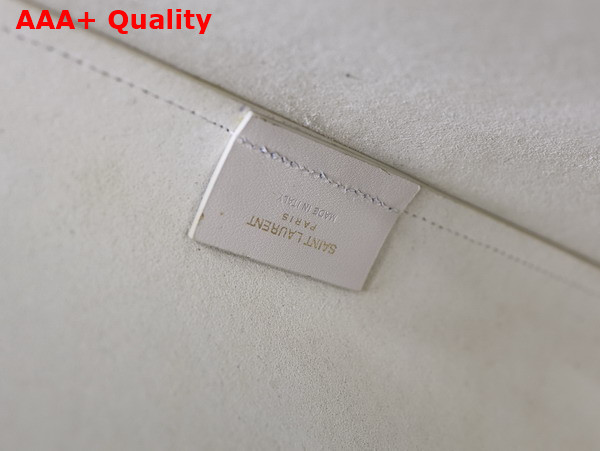 AAA+ Quality
SAINT LAURENT
PARIS
MADE IN ITALY